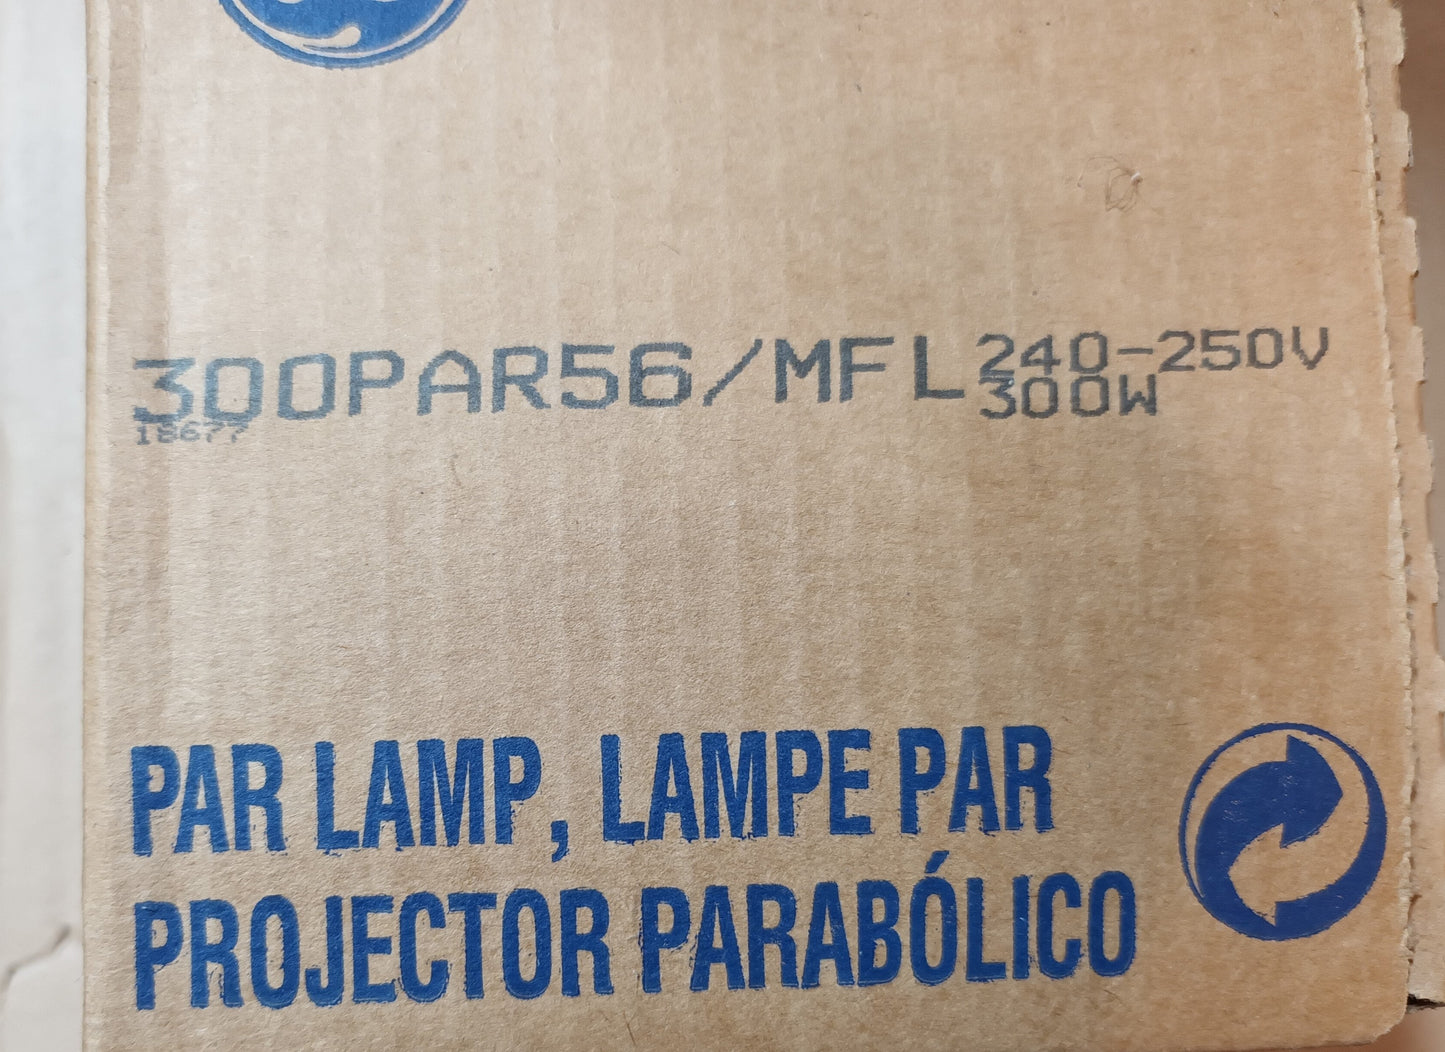 300PAR56/MFL 240-250V
300W
18677
PAR LAMP, LAMPE PAR
PROJECTOR PARABÓLICO